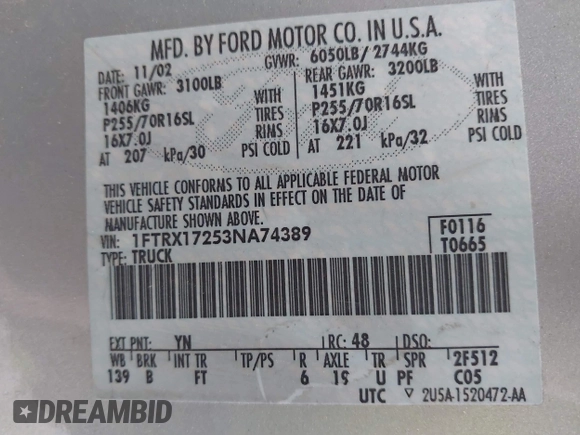 MFD. BY FORD MOTOR CO. IN U.S.A.
DATE: 11/02 GVWR: 6050LB/ 2744KG
FRONT GAWR: 3100LB REAR GAWR: 3200LB
1406KG WITH 1451KG WITH
P255/70R16SL TIRES P255/70R16SL TIRES
16X7.0J RIMS 16X7.0J RIMS
AT 207 kPa/30 PSI COLD AT 221 kPa/32 PSI COLD
THIS VEHICLE CONFORMS TO ALL APPLICABLE FEDERAL MOTOR
VEHICLE SAFETY STANDARDS IN EFFECT ON THE DATE OF
MANUFACTURE SHOWN ABOVE.
VIN: 1FTRX17253NA74389 F0116
TYPE: TRUCK T0665
EXT PNT: YN RC: 48 DSO:
WB BRK INT TR TP/PS R AXLE TR SPR 2F512
139 B FT 6 19 U PF C05
UTC ▽ 2U5A-1520472-AA
DREAMBID